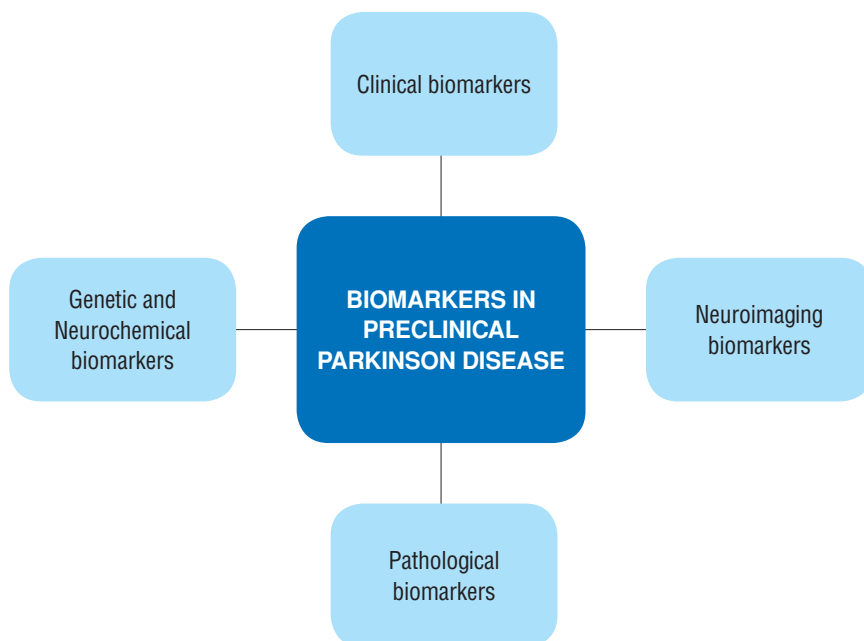 Clinical biomarkers
Genetic and
Neurochemical
biomarkers
BIOMARKERS IN
PRECLINICAL
PARKINSON DISEASE
Neuroimaging
biomarkers
Pathological
biomarkers